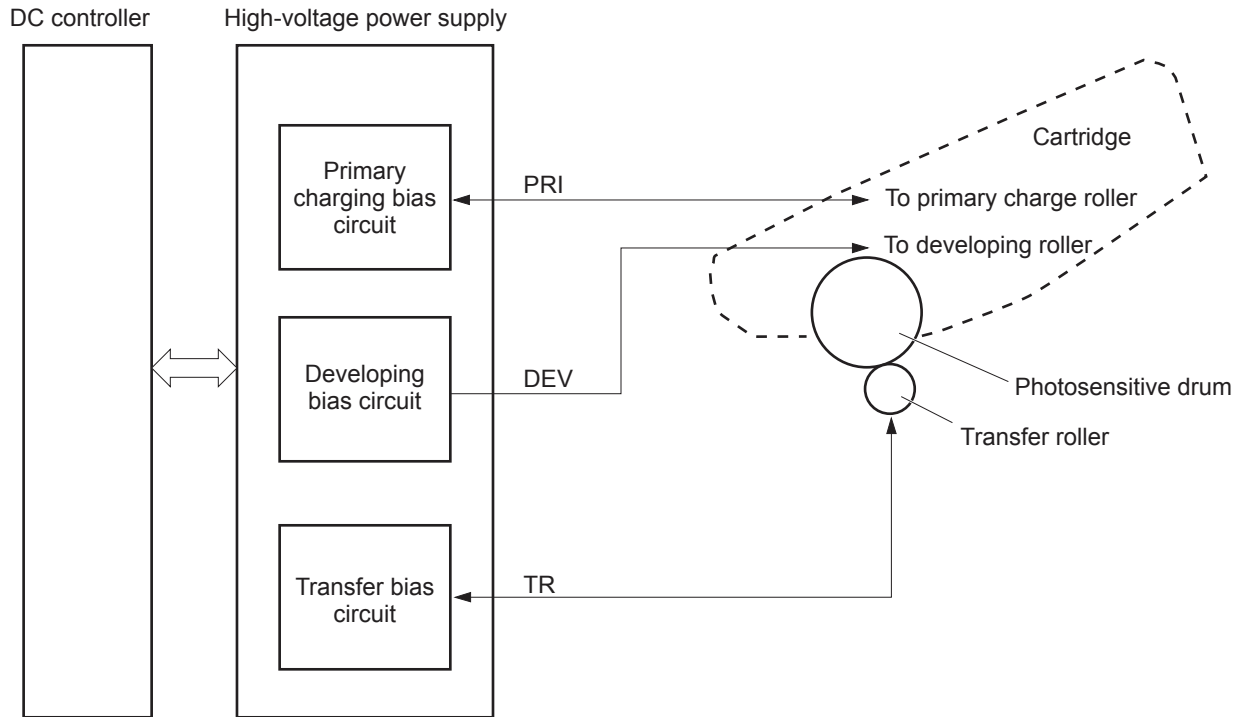 DC controller
High-voltage power supply
Primary
charging bias
circuit
PRI
Cartridge
To primary charge roller
To developing roller
Developing
bias circuit
DEV
Photosensitive drum
Transfer roller
Transfer bias
circuit
TR